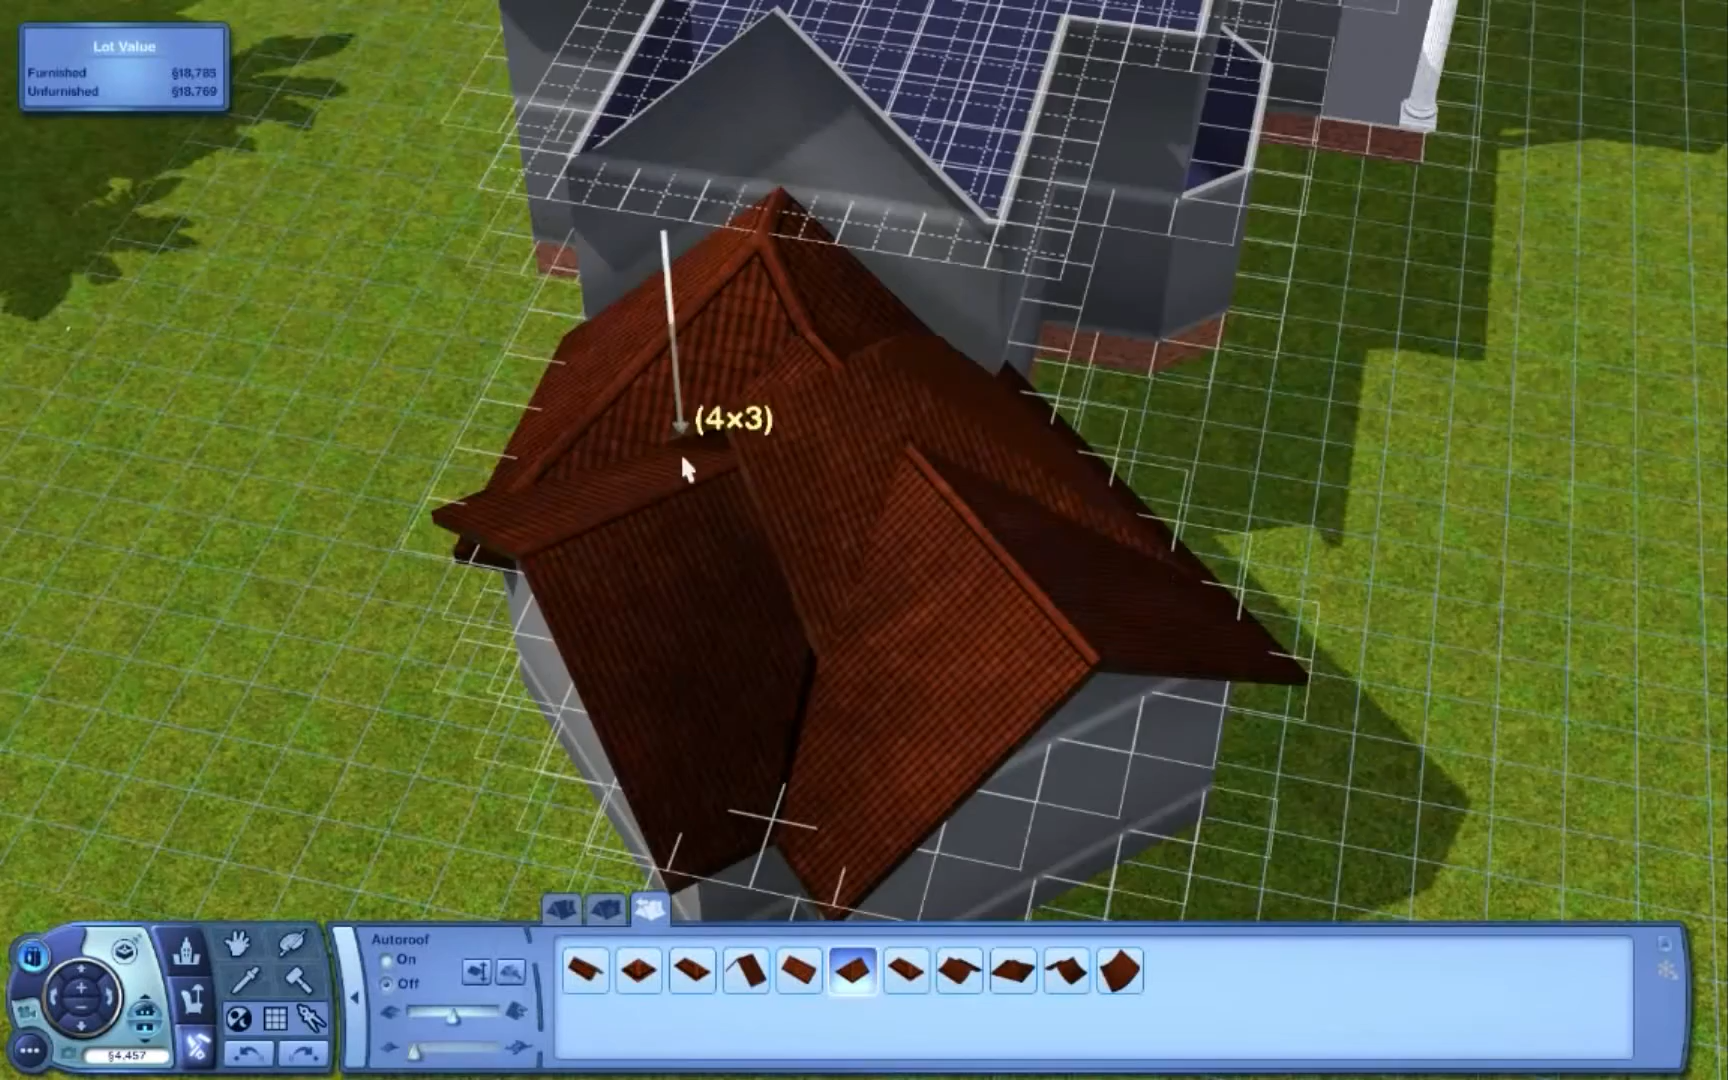 Lot Value
Furnished §18,785
Unfurnished §18,769
(4×3)
Autoroof
On
Off
§4,457